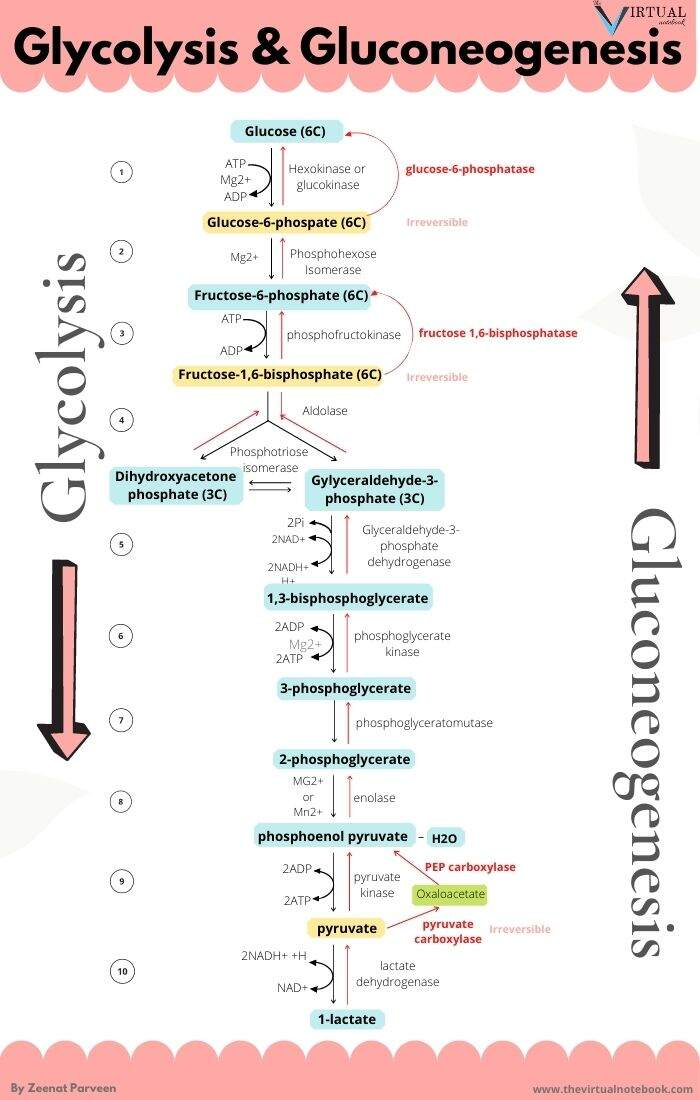 The VIRTUAL
notebook
Glycolysis & Gluconeogenesis
Glucose (6C)
1
ATP
Mg2+
ADP
Hexokinase or
glucokinase
glucose-6-phosphatase
Glucose-6-phospate (6C)
Irreversible
2
Mg2+
Phosphohexose
Isomerase
Fructose-6-phosphate (6C)
3
ATP
ADP
phosphofructokinase
fructose 1,6-bisphosphatase
Fructose-1,6-bisphosphate (6C)
Irreversible
4
Aldolase
Phosphotriose
isomerase
Dihydroxyacetone
phosphate (3C)
Gylyceraldehyde-3-
phosphate (3C)
5
2Pi
2NAD+
2NADH+
H+
Glyceraldehyde-3-
phosphate
dehydrogenase
1,3-bisphosphoglycerate
6
2ADP
Mg2+
2ATP
phosphoglycerate
kinase
3-phosphoglycerate
7
phosphoglyceratomutase
2-phosphoglycerate
8
MG2+
or
Mn2+
enolase
phosphoenol pyruvate – H2O
9
2ADP
2ATP
pyruvate
kinase
PEP carboxylase
Oxaloacetate
pyruvate
pyruvate
carboxylase
Irreversible
10
2NADH+ +H
NAD+
lactate
dehydrogenase
1-lactate
Glycolysis
Gluconeogenesis
By Zeenat Parveen
www.thevirtualnotebook.com